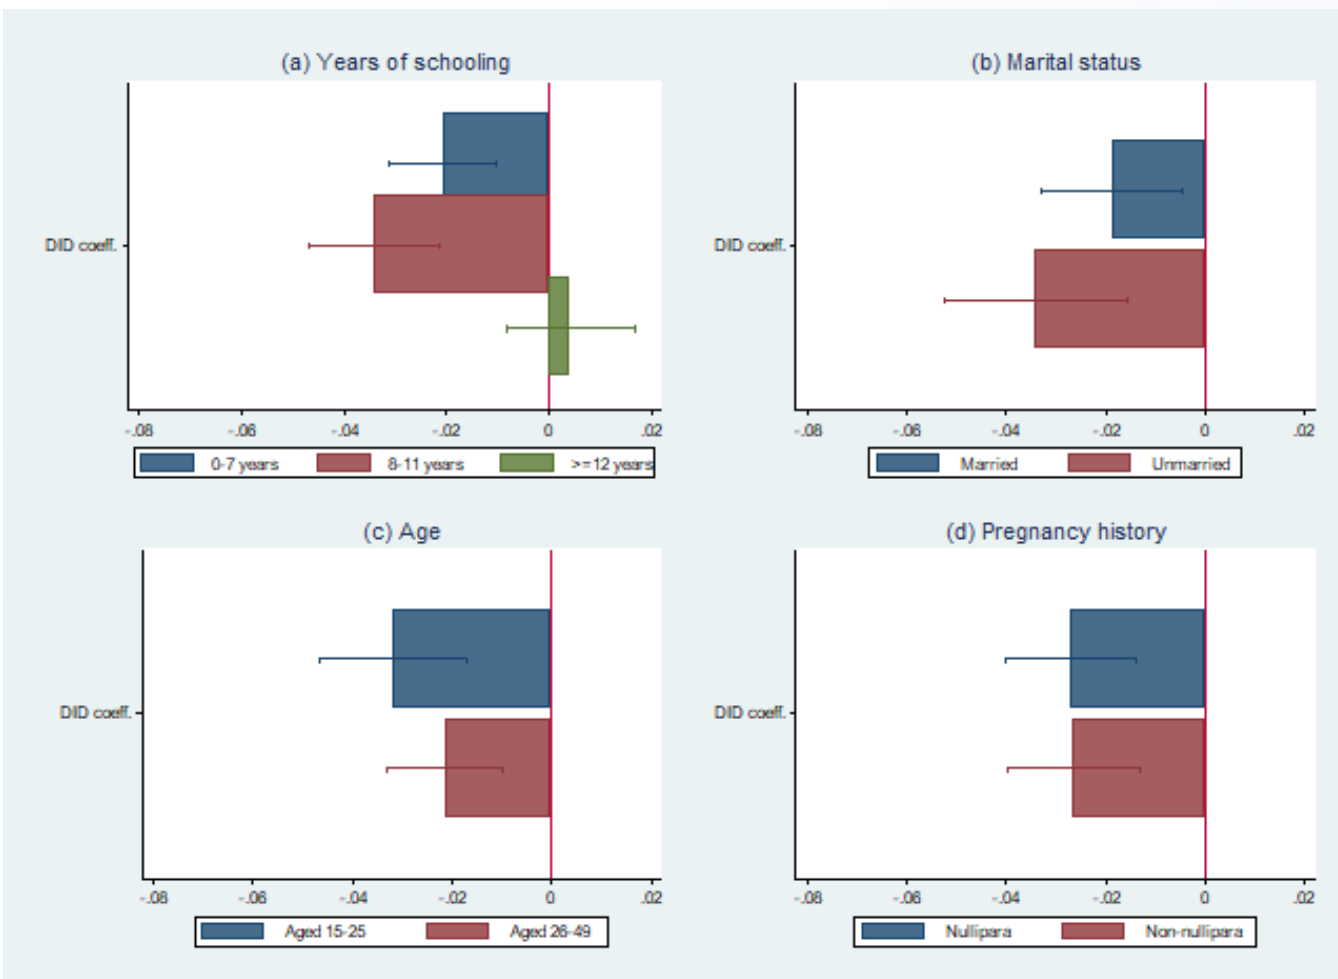 (a) Years of schooling
DID coeff.
-.08 -.06 -.04 -.02 0 .02
0-7 years 8-11 years >=12 years
(b) Marital status
DID coeff.
-.08 -.06 -.04 -.02 0 .02
Married Unmarried
(c) Age
DID coeff.
-.08 -.06 -.04 -.02 0 .02
Aged 15-25 Aged 26-49
(d) Pregnancy history
DID coeff.
-.08 -.06 -.04 -.02 0 .02
Nullipara Non-nullipara